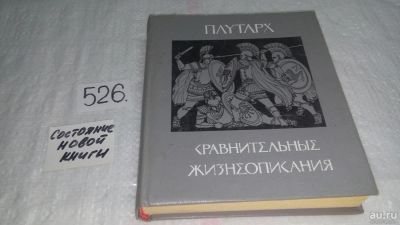 ПЛУТАРХ
526.
Состояние
новой
книги
СРАВНИТЕЛЬНЫЕ
ЖИЗНЕОПИСАНИЯ
au.ru